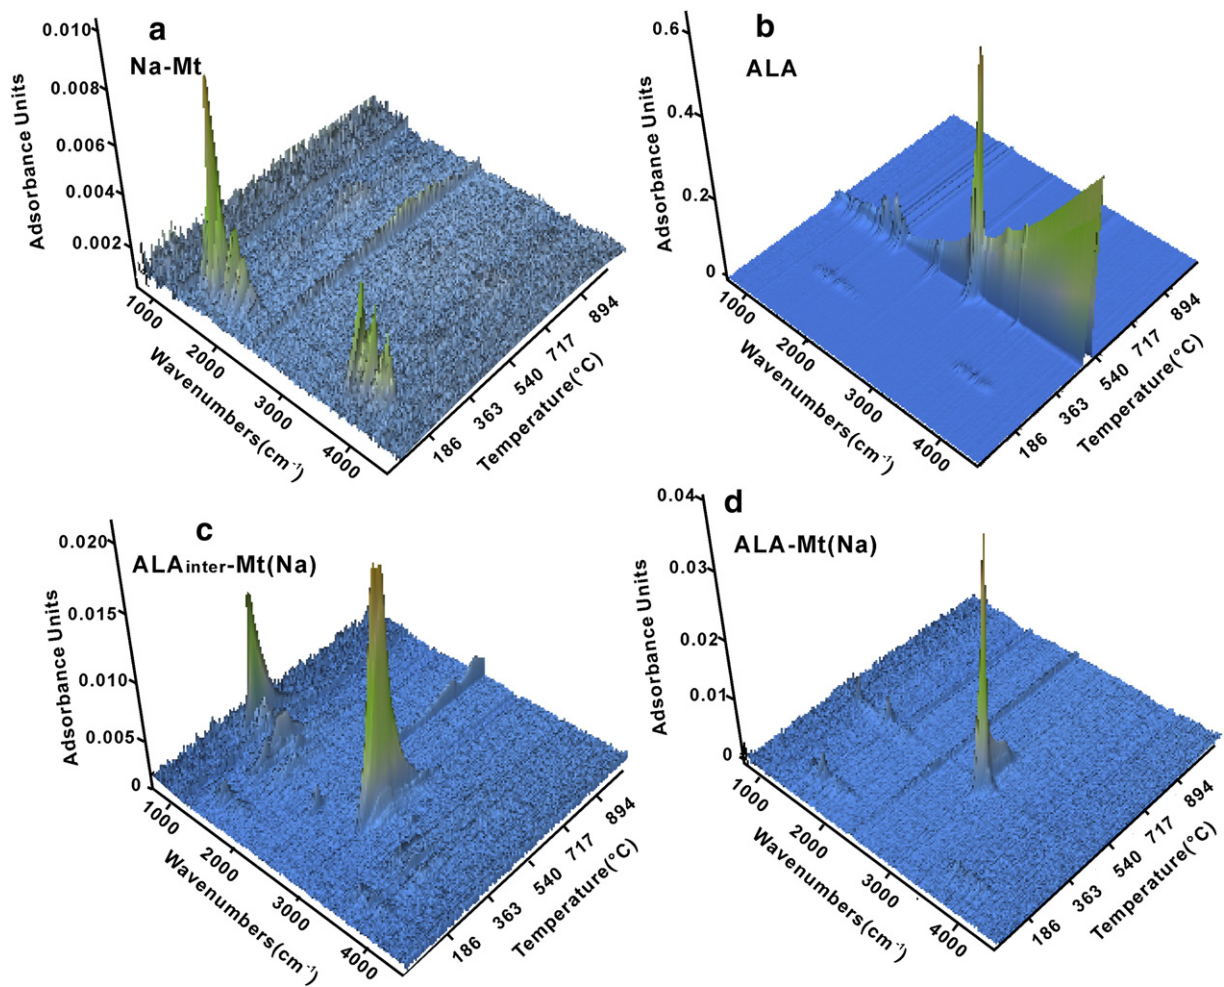 a
Na-Mt
0.010
0.008
0.006
0.004
0.002
Adsorbance Units
1000
2000
3000
4000
Wavenumbers(cm⁻¹)
186
363
540
717
894
Temperature(°C)
b
ALA
0.6
0.4
0.2
0
Adsorbance Units
1000
2000
3000
4000
Wavenumbers(cm⁻¹)
186
363
540
717
894
Temperature(°C)
c
ALAinter-Mt(Na)
0.020
0.015
0.010
0.005
0
Adsorbance Units
1000
2000
3000
4000
Wavenumbers(cm⁻¹)
186
363
540
717
894
Temperature(°C)
d
ALA-Mt(Na)
0.04
0.03
0.02
0.01
0
Adsorbance Units
1000
2000
3000
4000
Wavenumbers(cm⁻¹)
186
363
540
717
894
Temperature(°C)